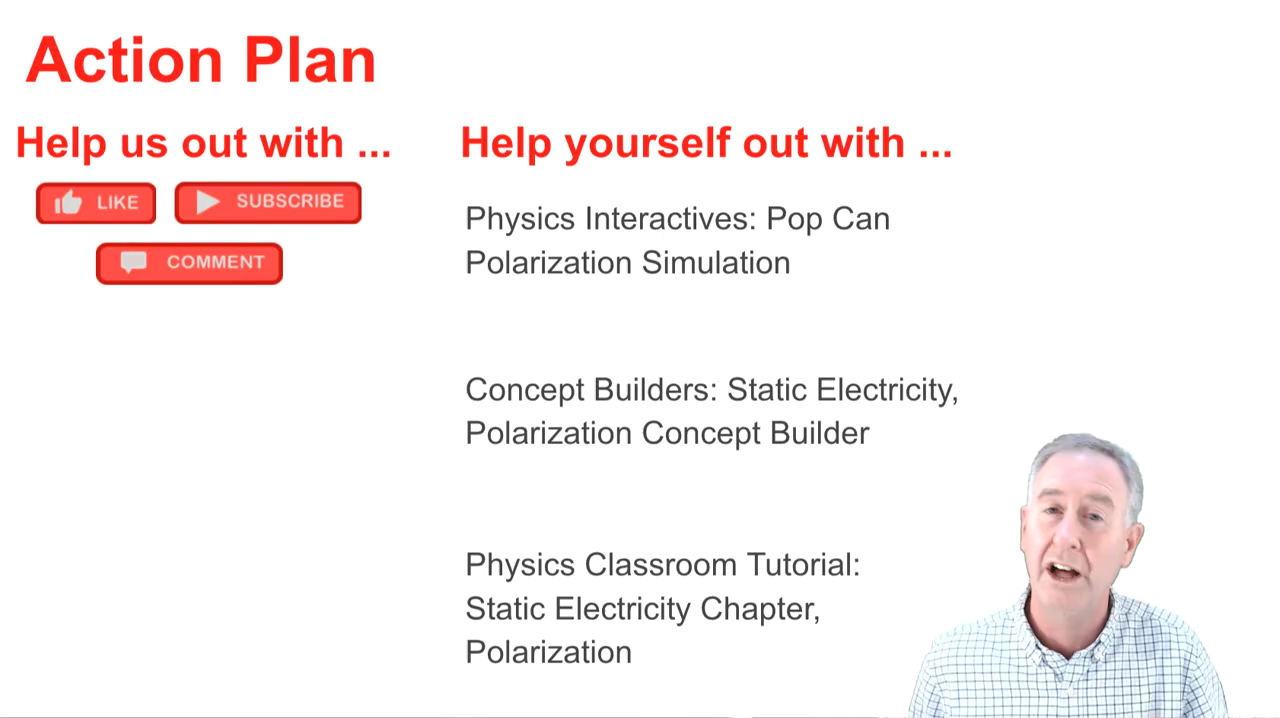 Action Plan
Help us out with ...
LIKE
SUBSCRIBE
COMMENT
Help yourself out with ...
Physics Interactives: Pop Can
Polarization Simulation
Concept Builders: Static Electricity,
Polarization Concept Builder
Physics Classroom Tutorial:
Static Electricity Chapter,
Polarization